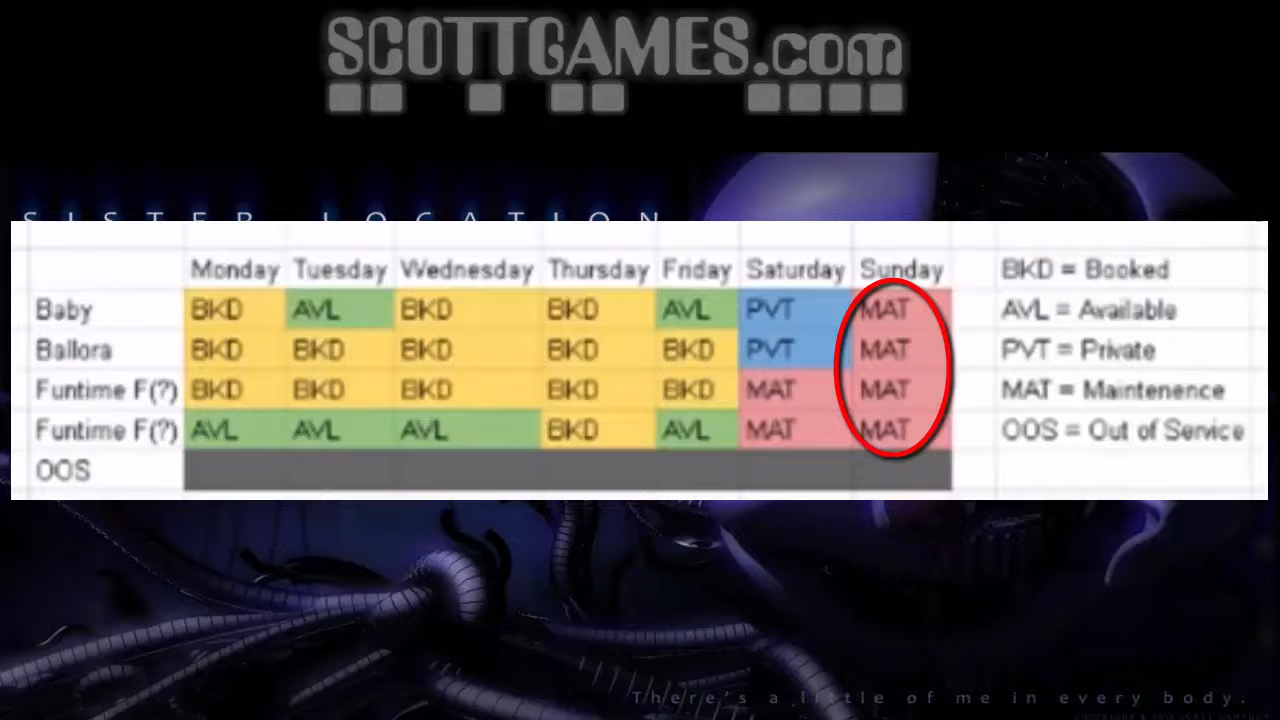 SCOTTGAMES.com
SISTER LOCATION
Monday Tuesday Wednesday Thursday Friday Saturday Sunday BKD = Booked
Baby BKD AVL BKD BKD AVL PVT MAT AVL = Available
Ballora BKD BKD BKD BKD BKD PVT MAT PVT = Private
Funtime F(?) BKD BKD BKD BKD BKD MAT MAT MAT = Maintenence
Funtime F(?) AVL AVL AVL BKD AVL MAT MAT OOS = Out of Service
OOS
There's a little of me in every body.